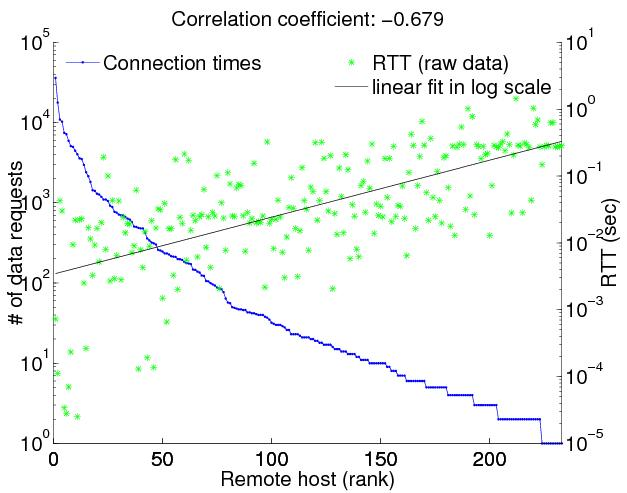 Correlation coefficient: −0.679
10^5
10^1
Connection times
RTT (raw data)
linear fit in log scale
10^0
10^4
10^-1
10^3
10^-2
10^2
10^-3
10^1
10^-4
10^0
10^-5
# of data requests
RTT (sec)
0
50
100
150
200
Remote host (rank)